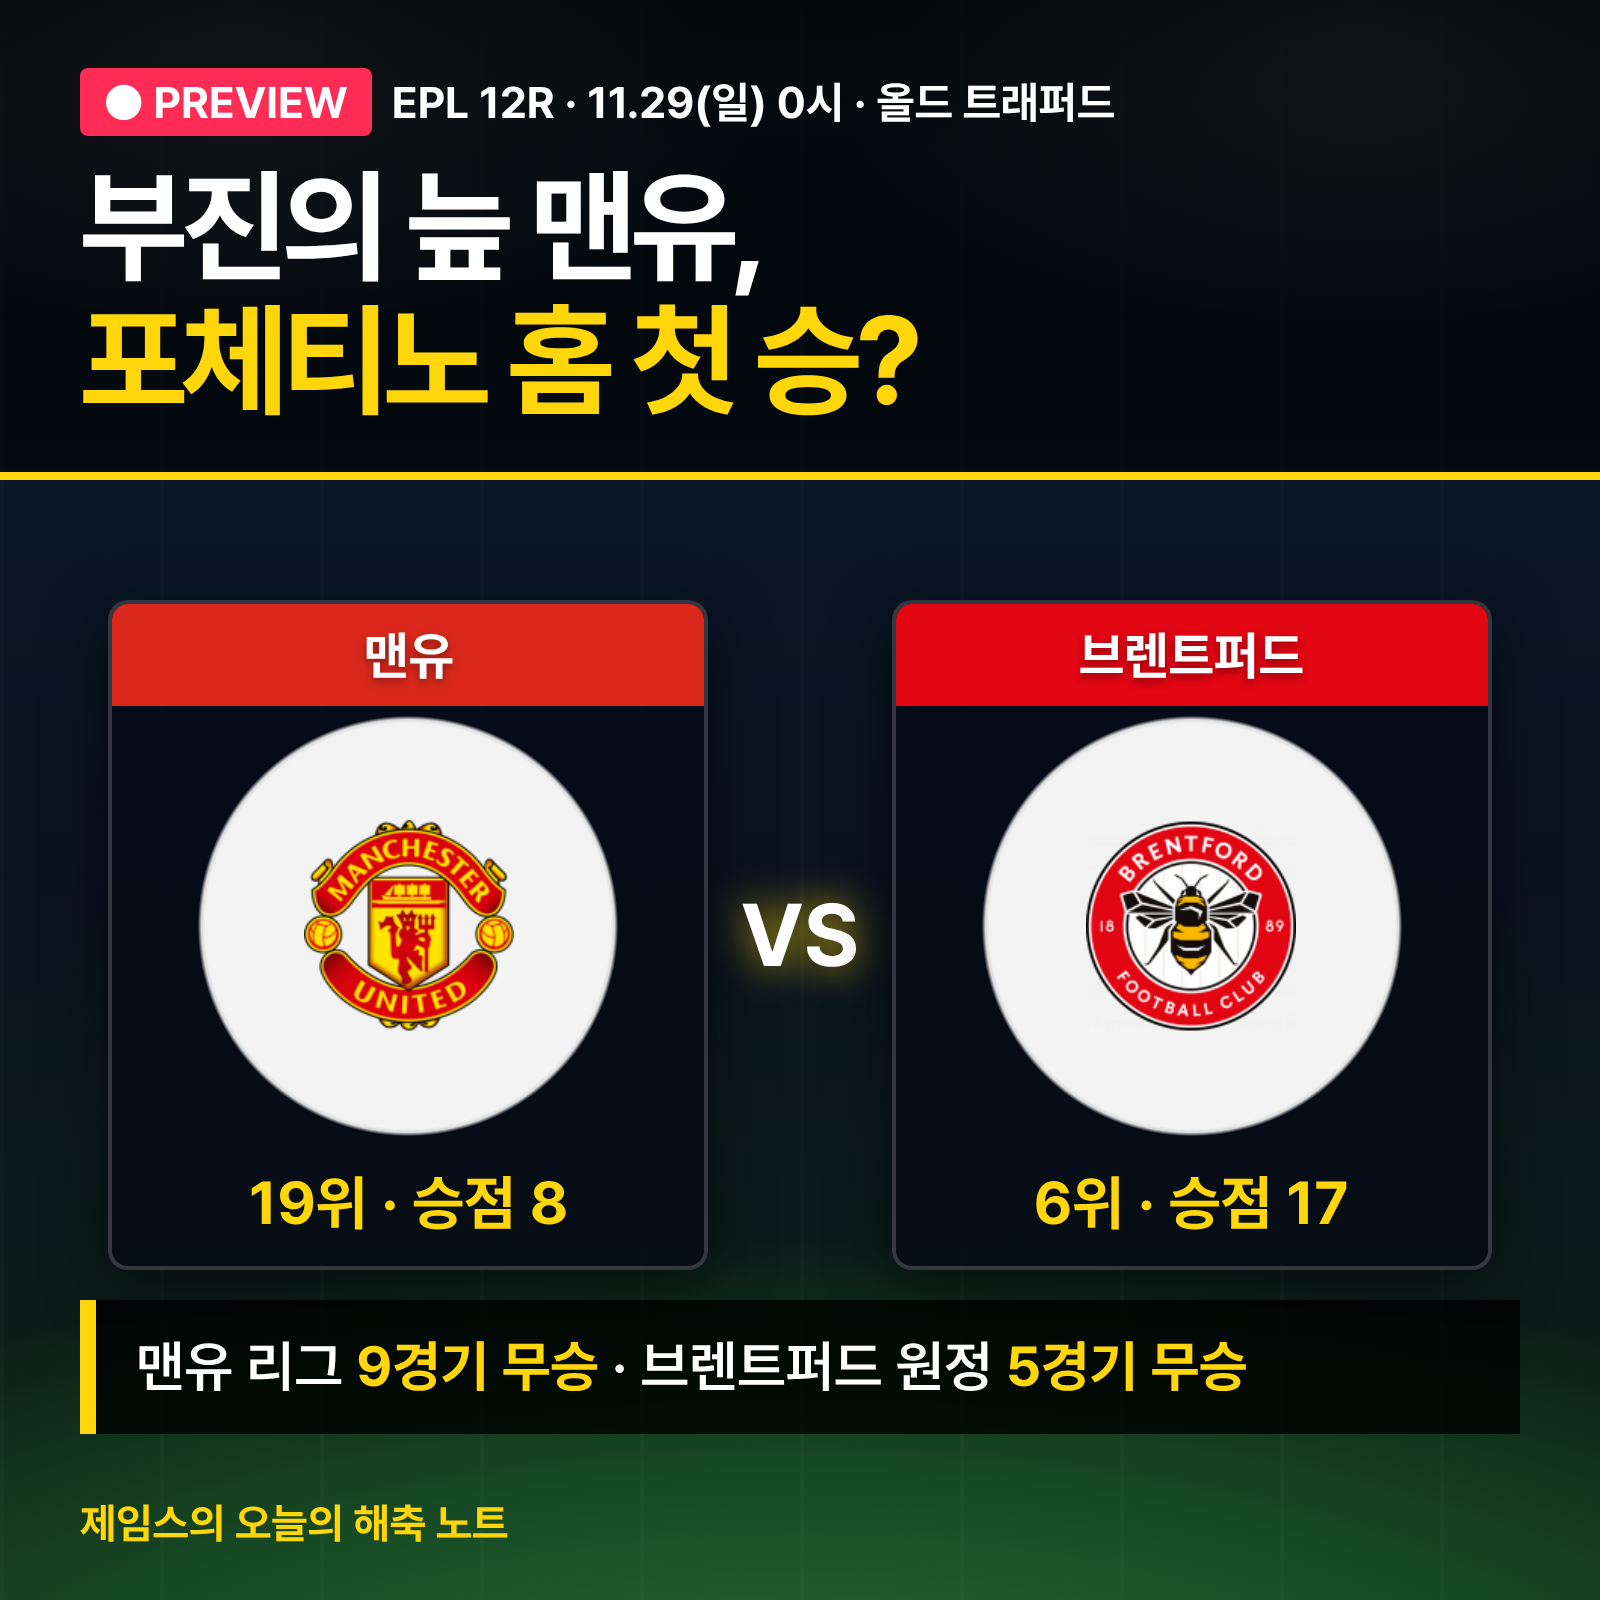 PREVIEW EPL 12R · 11.29(일) 0시 · 올드 트래퍼드
부진의 늪 맨유,
포체티노 홈 첫 승?
맨유
브렌트퍼드
MANCHESTER
UNITED
VS
BRENTFORD
18 89
FOOTBALL CLUB
19위 · 승점 8
6위 · 승점 17
맨유 리그 9경기 무승 · 브렌트퍼드 원정 5경기 무승
제임스의 오늘의 해축 노트